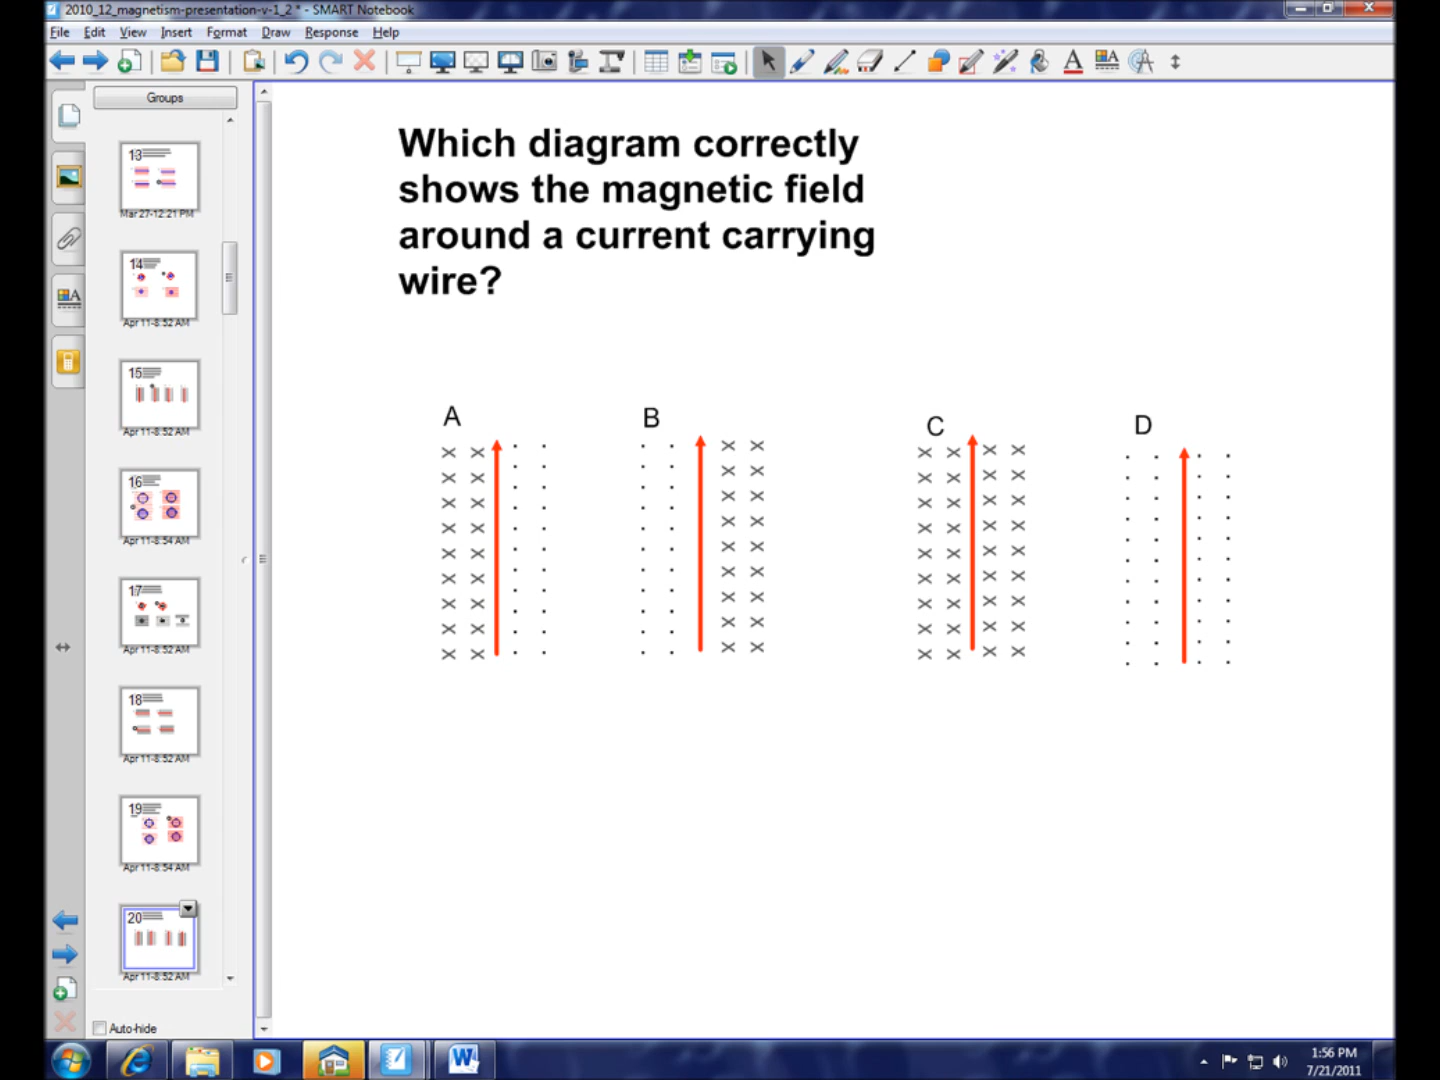 2010_12_magnetism-presentation-v-1_2 * - SMART Notebook
File Edit View Insert Format Draw Response Help
Groups
13
Mar 27-12:21 PM
14
Apr 11-8:52 AM
15
Apr 11-8:52 AM
16
Apr 11-8:54 AM
17
Apr 11-8:52 AM
18
Apr 11-8:52 AM
19
Apr 11-8:54 AM
20
Apr 11-8:52 AM
Auto-hide
Which diagram correctly
shows the magnetic field
around a current carrying
wire?
A B C D
1:56 PM
7/21/2011